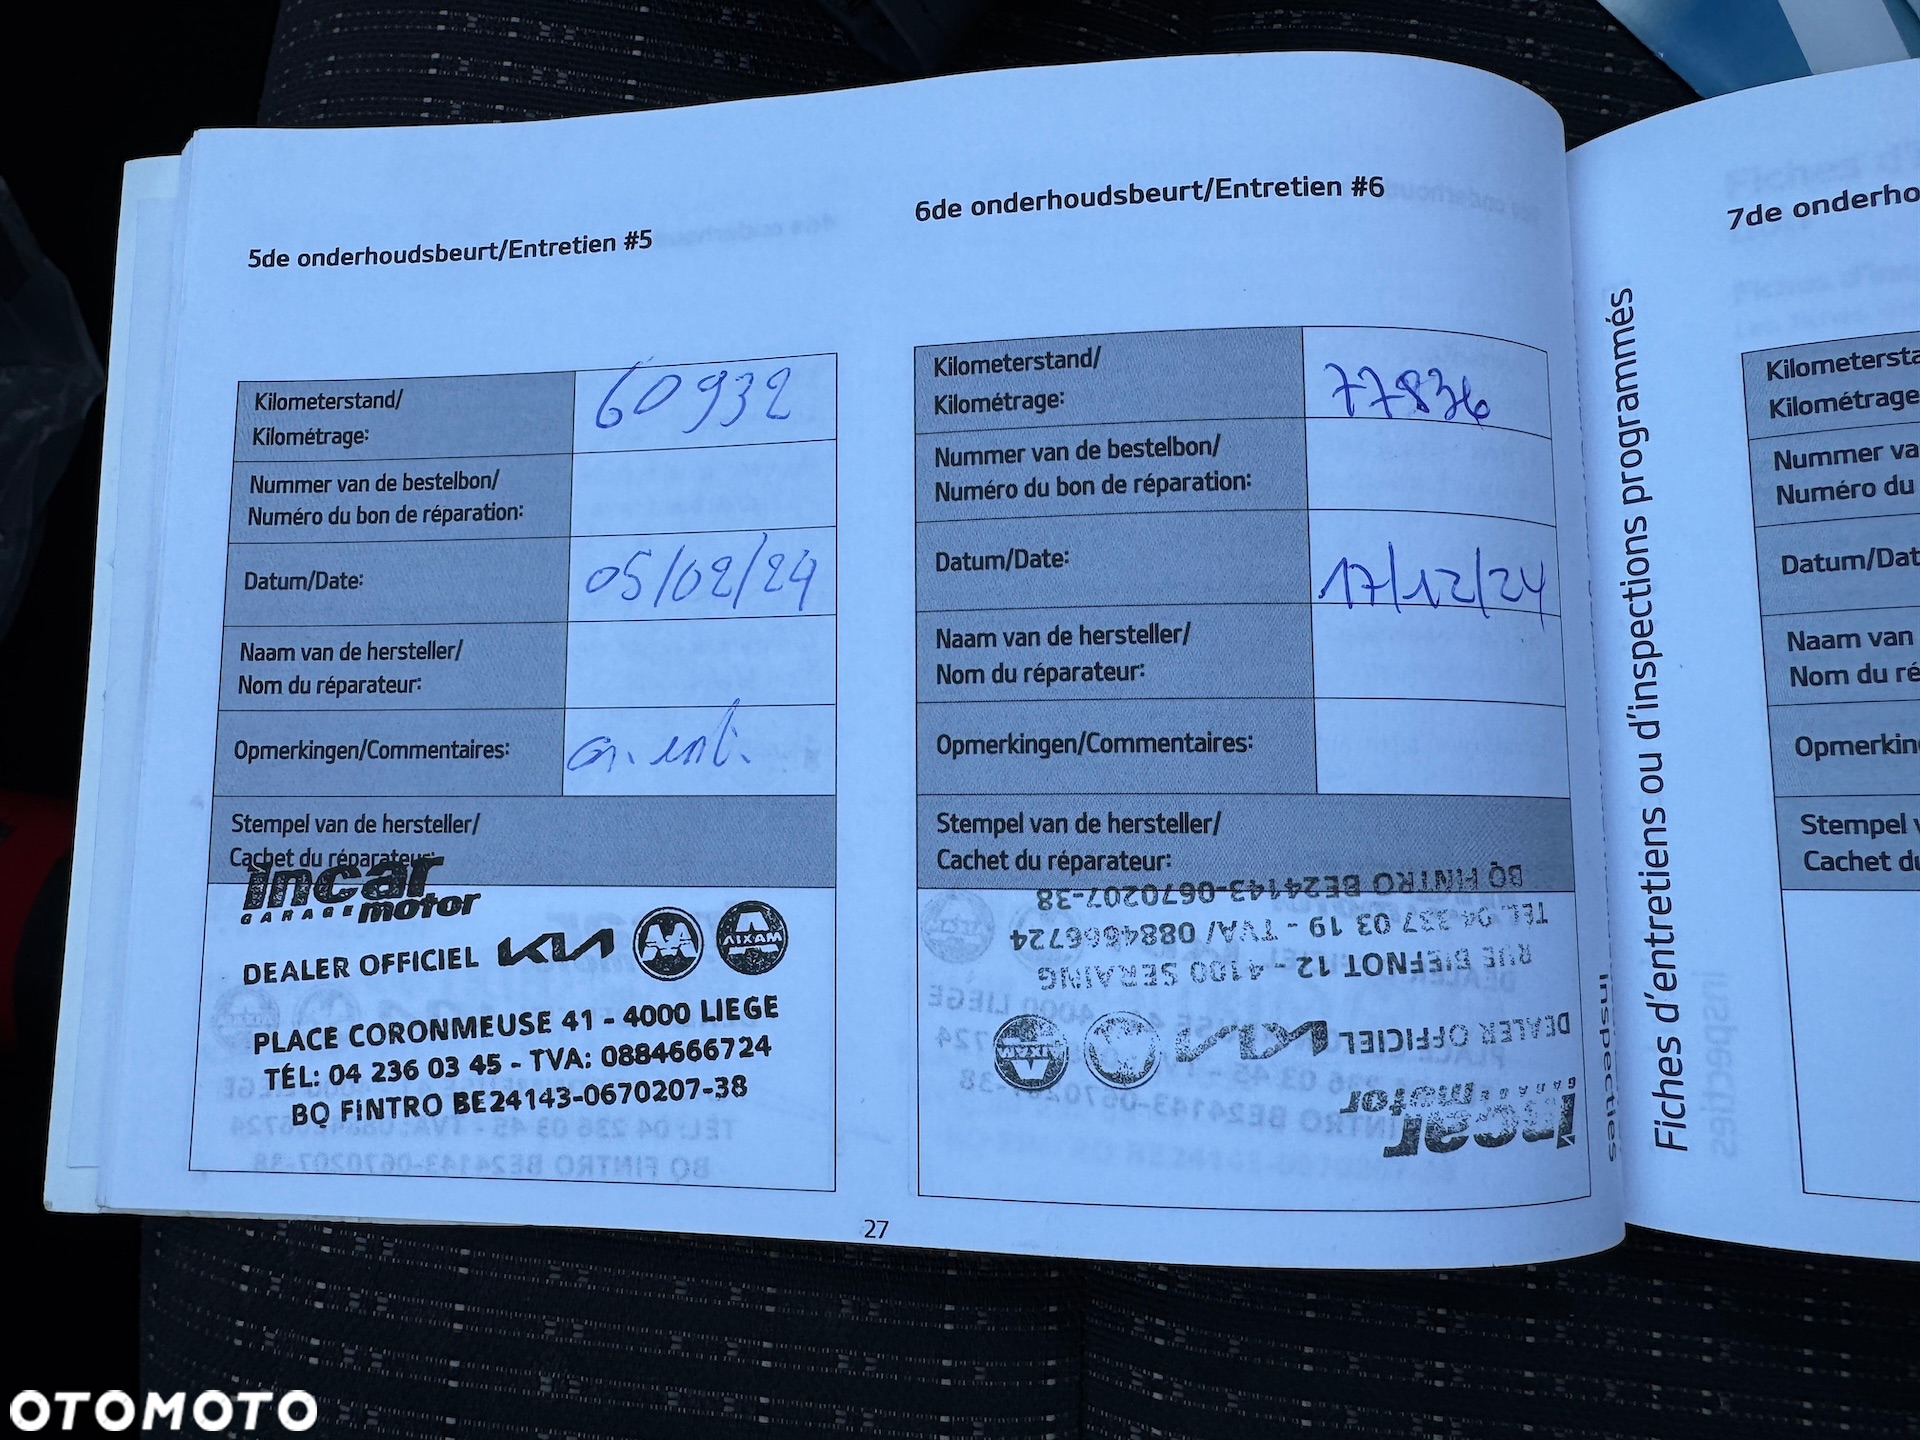 5de onderhoudsbeurt/Entretien #5
Kilometerstand/
Kilométrage:
60932
Nummer van de bestelbon/
Numéro du bon de réparation:
Datum/Date:
05/02/24
Naam van de hersteller/
Nom du réparateur:
Opmerkingen/Commentaires:
Stempel van de hersteller/
Cachet du réparateur:
incar
GARAGE motor
DEALER OFFICIEL KIA AIXAM
PLACE CORONMEUSE 41 - 4000 LIEGE
TÉL: 04 236 03 45 - TVA: 0884666724
BQ FINTRO BE24143-0670207-38
6de onderhoudsbeurt/Entretien #6
Kilometerstand/
Kilométrage:
77836
Nummer van de bestelbon/
Numéro du bon de réparation:
Datum/Date:
17/12/24
Naam van de hersteller/
Nom du réparateur:
Opmerkingen/Commentaires:
Stempel van de hersteller/
Cachet du réparateur:
incar
GARAGE motor
DEALER OFFICIEL KIA AIXAM
RUE BIEFNOT 12 - 4100 SERAING
TÉL. 04 337 03 19 - TVA/ 0884666724
BQ FINTRO BE24143-0670207-38
27
inspecties
Fiches d'entretiens ou d'inspections programmés
7de onderho
Kilometersta
Kilométrage
Nummer va
Numéro du
Datum/Dat
Naam van
Nom du ré
Opmerkin
Stempel v
Cachet du
OTOMOTO